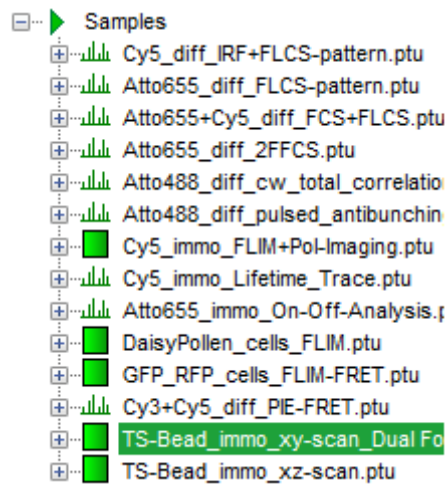 Samples
Cy5_diff_IRF+FLCS-pattern.ptu
Atto655_diff_FLCS-pattern.ptu
Atto655+Cy5_diff_FCS+FLCS.ptu
Atto655_diff_2FFCS.ptu
Atto488_diff_cw_total_correlatio
Atto488_diff_pulsed_antibunchin
Cy5_immo_FLIM+Pol-Imaging.ptu
Cy5_immo_Lifetime_Trace.ptu
Atto655_immo_On-Off-Analysis.p
DaisyPollen_cells_FLIM.ptu
GFP_RFP_cells_FLIM-FRET.ptu
Cy3+Cy5_diff_PIE-FRET.ptu
TS-Bead_immo_xy-scan_Dual Fo
TS-Bead_immo_xz-scan.ptu